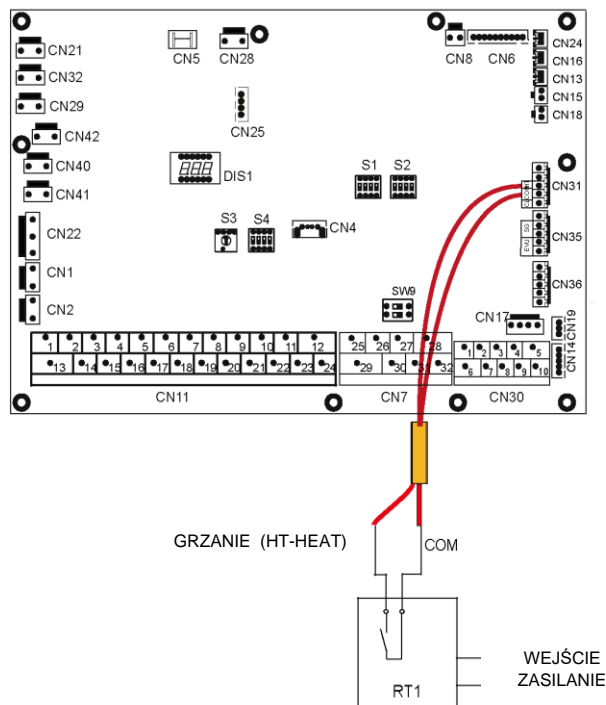 CN21
CN5
CN28
CN8
CN6
CN24
CN32
CN16
CN13
CN29
CN15
CN25
CN18
CN42
CN40
DIS1
S1
S2
CN41
CN31
COM
CN22
S3
S4
CN4
SG
EVU
CN35
CN1
CN36
CN2
SW9
CN17
CN19
1 2 3 4 5 6 7 8 9 10 11 12
25 26 27 28
1 2 3 4 5
13 14 15 16 17 18 19 20 21 22 23 24
29 30 31 32
6 7 8 9 10
CN14
CN11
CN7
CN30
GRZANIE (HT-HEAT)
COM
WEJŚCIE
ZASILANIE
RT1